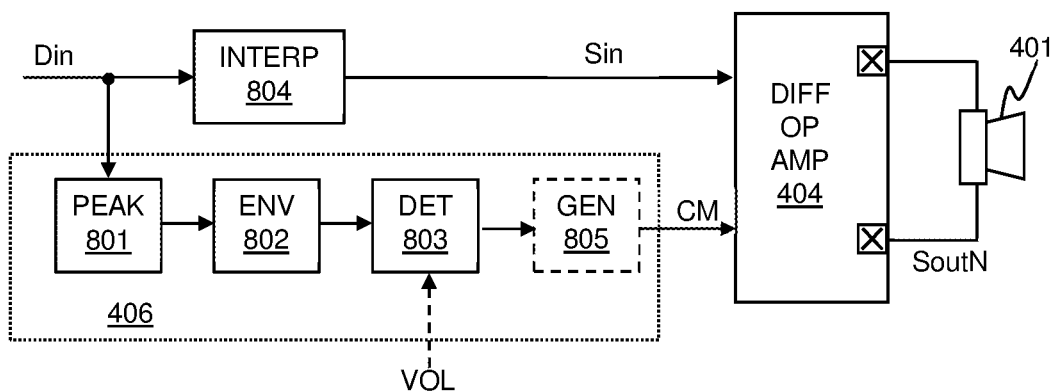 Din
INTERP
804
Sin
DIFF
OP
AMP
404
401
PEAK
801
ENV
802
DET
803
GEN
805
CM
SoutN
406
VOL